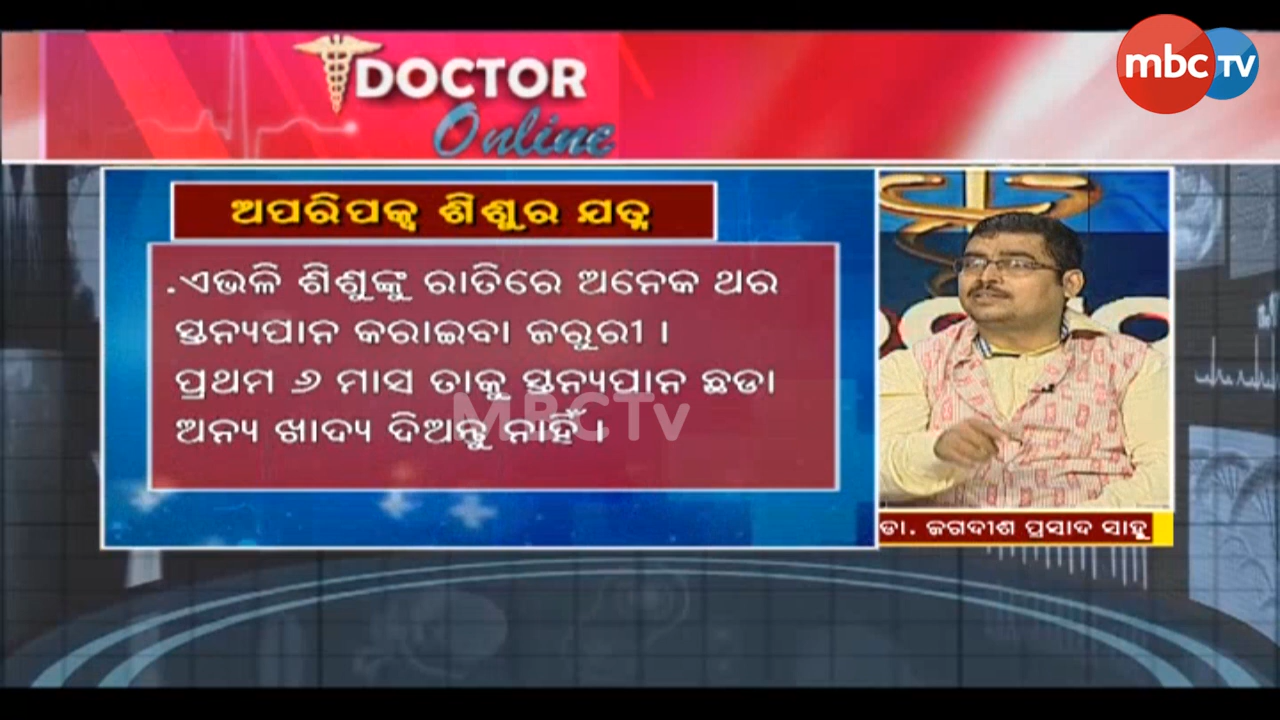 mbc TV
DOCTOR
Online
ଅପରିପକ୍ୱ ଶିଶୁର ଯତ୍ନ
.ଏଭଳି ଶିଶୁଙ୍କୁ ରାତିରେ ଅନେକ ଥର
ସ୍ତନ୍ୟପାନ କରାଇବା ଜରୁରୀ ।
ପ୍ରଥମ ୬ ମାସ ତାକୁ ସ୍ତନ୍ୟପାନ ଛଡା
ଅନ୍ୟ ଖାଦ୍ୟ ଦିଅନ୍ତୁ ନାହିଁ ।
MBCTv
ଡା. ଜଗଦୀଶ ପ୍ରସାଦ ସାହୁ